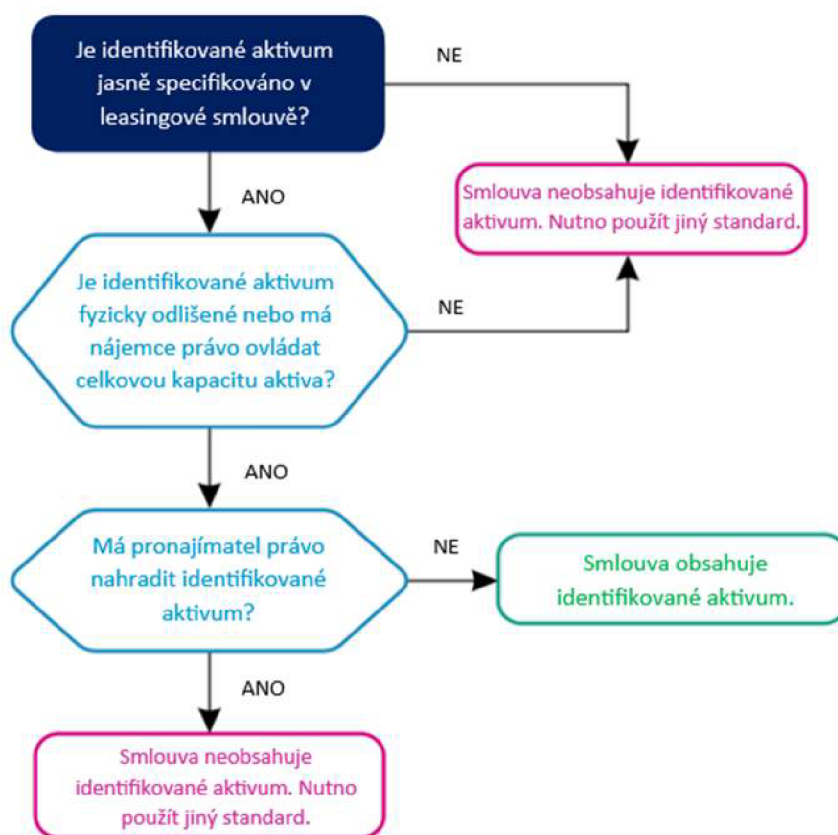 Je identifikované aktivum
jasně specifikováno v
leasingové smlouvě?
NE
Smlouva neobsahuje identifikované
aktivum. Nutno použít jiný standard.
ANO
Je identifikované aktivum
fyzicky odlišené nebo má
nájemce právo ovládat
celkovou kapacitu aktiva?
NE
ANO
Má pronajímatel právo
nahradit identifikované
aktivum?
NE
Smlouva obsahuje
identifikované aktivum.
ANO
Smlouva neobsahuje
identifikované aktivum. Nutno
použít jiný standard.